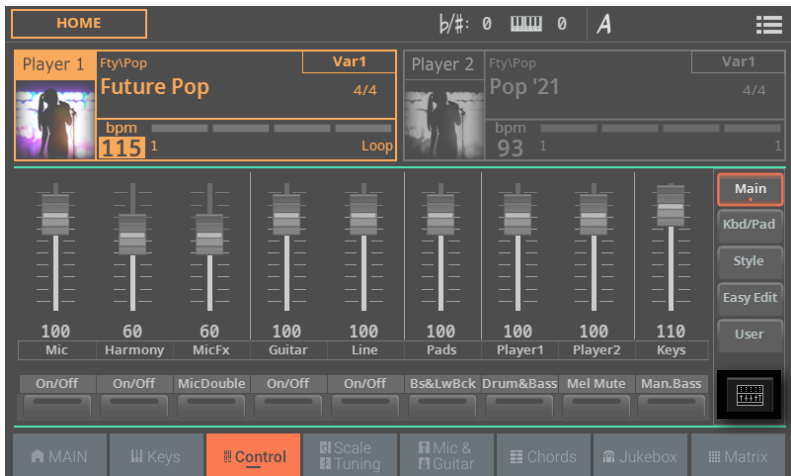 HOME
♭/#: 0 0 A
Player 1 Fty\Pop Var1
Future Pop 4/4
bpm
115 1 Loop
Player 2 Fty\Pop Var1
Pop '21 4/4
bpm
93 1 1
Main
Kbd/Pad
Style
Easy Edit
User
100 60 60 100 100 100 100 100 110
Mic Harmony MicFx Guitar Line Pads Player1 Player2 Keys
On/Off On/Off MicDouble On/Off On/Off Bs&LwBck Drum&Bass Mel Mute Man.Bass
MAIN Keys Control Scale Tuning Mic & Guitar Chords Jukebox Matrix